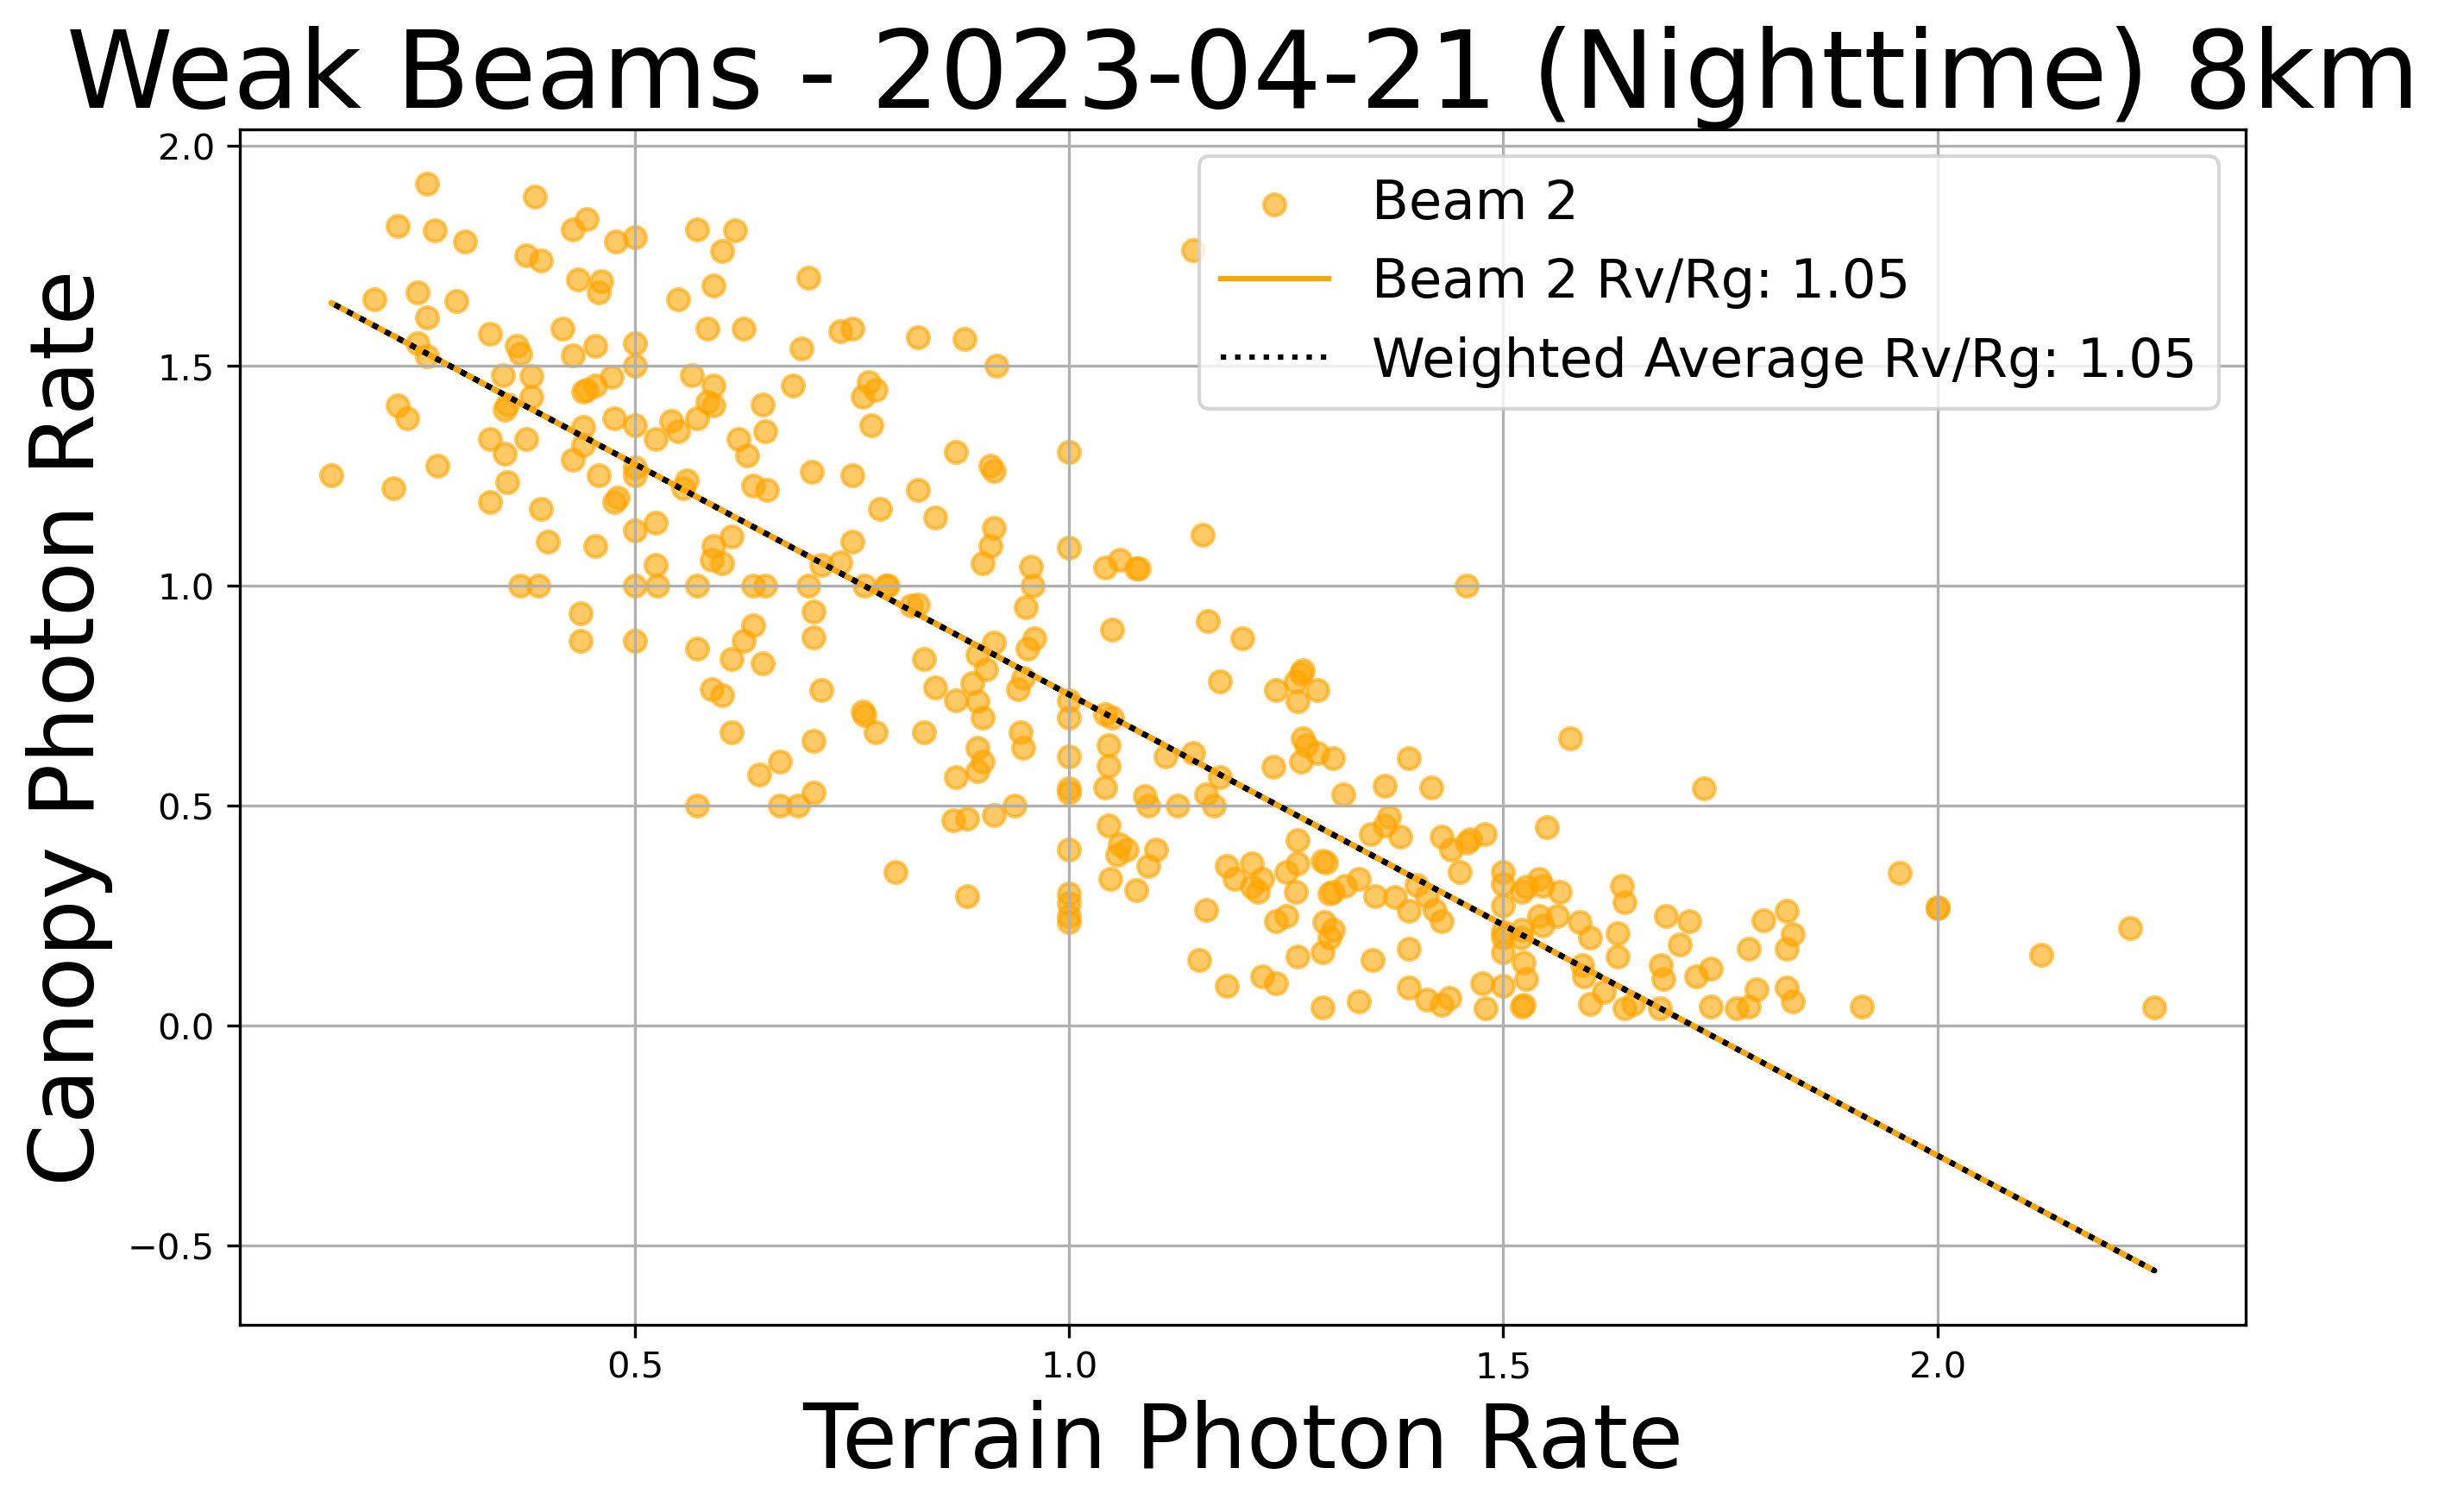 Weak Beams - 2023-04-21 (Nighttime) 8km
Beam 2
Beam 2 Rv/Rg: 1.05
Weighted Average Rv/Rg: 1.05
Canopy Photon Rate
2.0
1.5
1.0
0.5
0.0
−0.5
0.5 1.0 1.5 2.0
Terrain Photon Rate